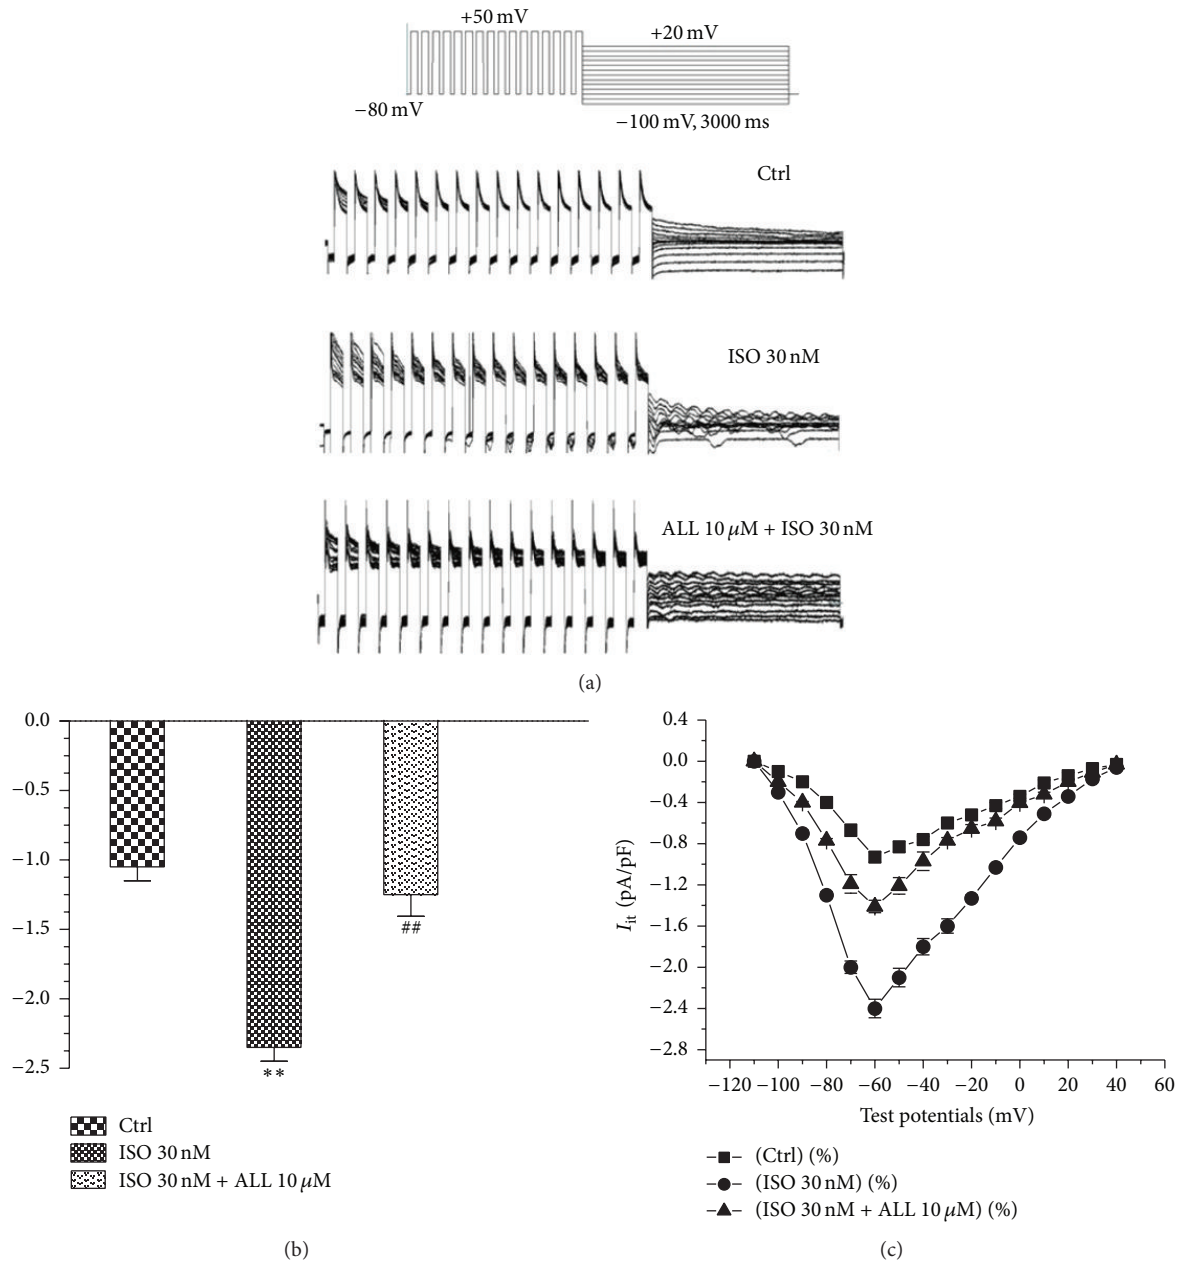 +50 mV
+20 mV
−80 mV
−100 mV, 3000 ms
Ctrl
ISO 30 nM
ALL 10 μM + ISO 30 nM
(a)
0.0
−0.5
−1.0
−1.5
−2.0
−2.5
**
##
Ctrl
ISO 30 nM
ISO 30 nM + ALL 10 μM
(b)
0.4
0.0
−0.4
−0.8
−1.2
−1.6
−2.0
−2.4
−2.8
I_it (pA/pF)
−120 −100 −80 −60 −40 −20 0 20 40 60
Test potentials (mV)
(Ctrl) (%)
(ISO 30 nM) (%)
(ISO 30 nM + ALL 10 μM) (%)
(c)